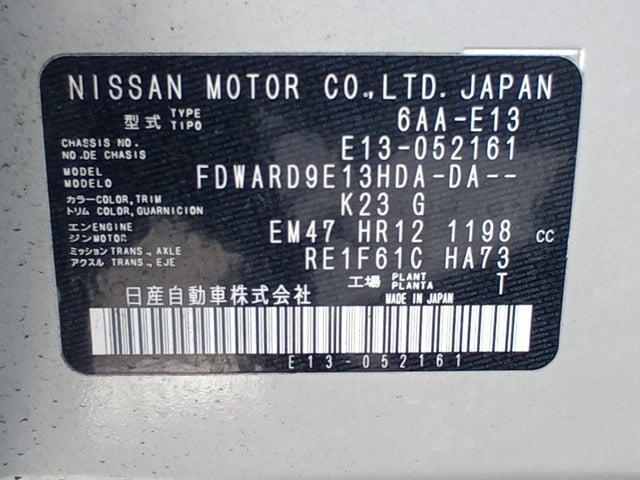 NISSAN MOTOR CO.,LTD. JAPAN
型式 TYPE TIPO 6AA-E13
CHASSIS NO. NO.DE CHASSIS E13-052161
MODEL MODELO FDWARD9E13HDA-DA--
カラー COLOR, TRIM トリム COLOR, GUARNICION K23 G
エンジン ENGINE MOTOR EM47 HR12 1198 CC
ミッション TRANS., AXLE アクスル TRANS., EJE RE1F61C HA73
工場 PLANT PLANTA T
日産自動車株式会社 MADE IN JAPAN
E13-052161